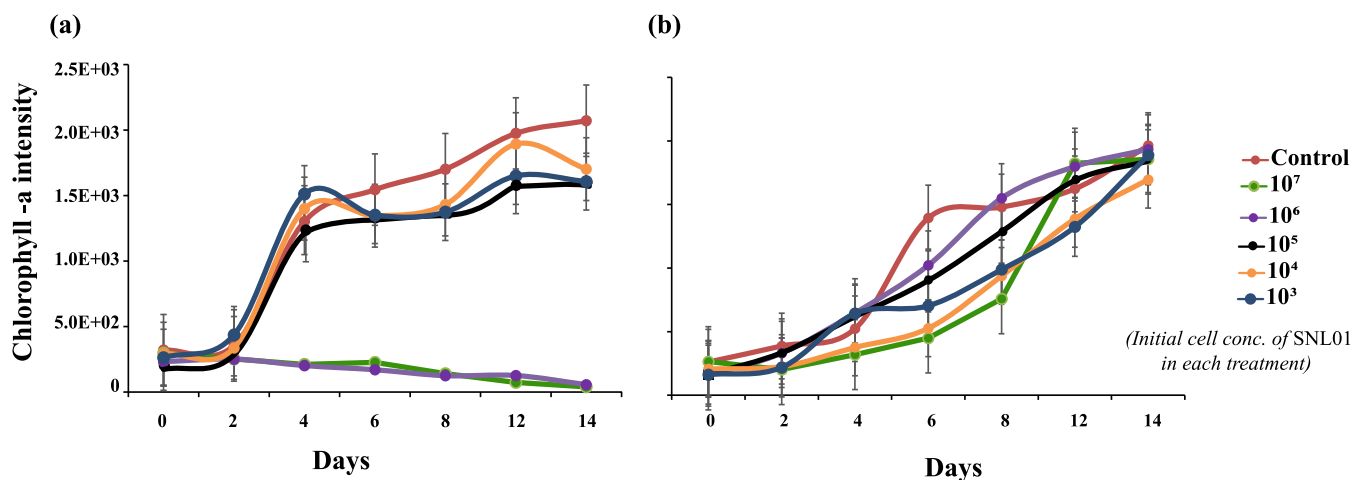 (a)
(b)
Chlorophyll -a intensity
2.5E+03
2.0E+03
1.5E+03
1.0E+03
5.0E+02
0
0 2 4 6 8 12 14
Days
0 2 4 6 8 12 14
Days
Control
10⁷
10⁶
10⁵
10⁴
10³
(Initial cell conc. of SNL01
in each treatment)